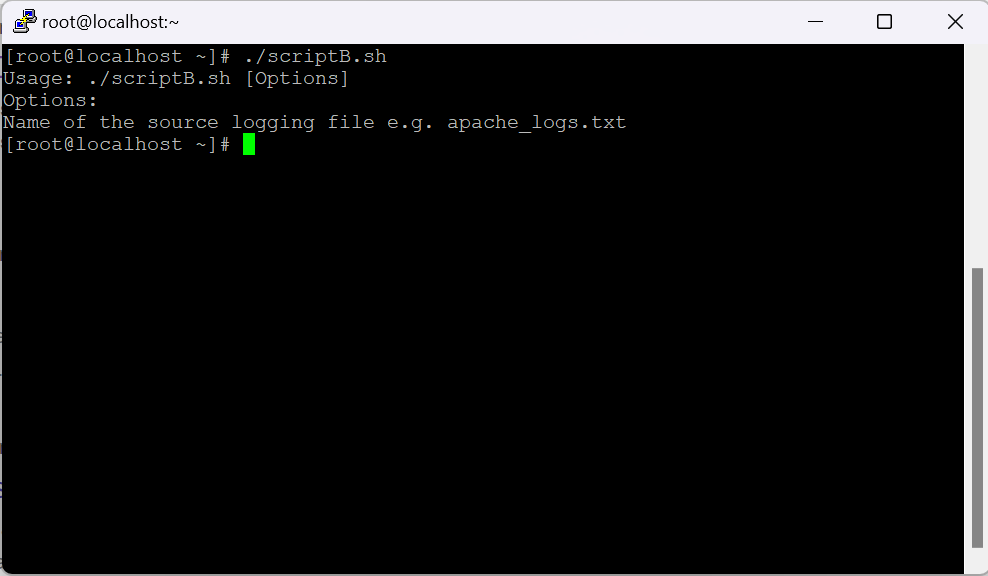 root@localhost:~
[root@localhost ~]# ./scriptB.sh
Usage: ./scriptB.sh [Options]
Options:
Name of the source logging file e.g. apache_logs.txt
[root@localhost ~]#